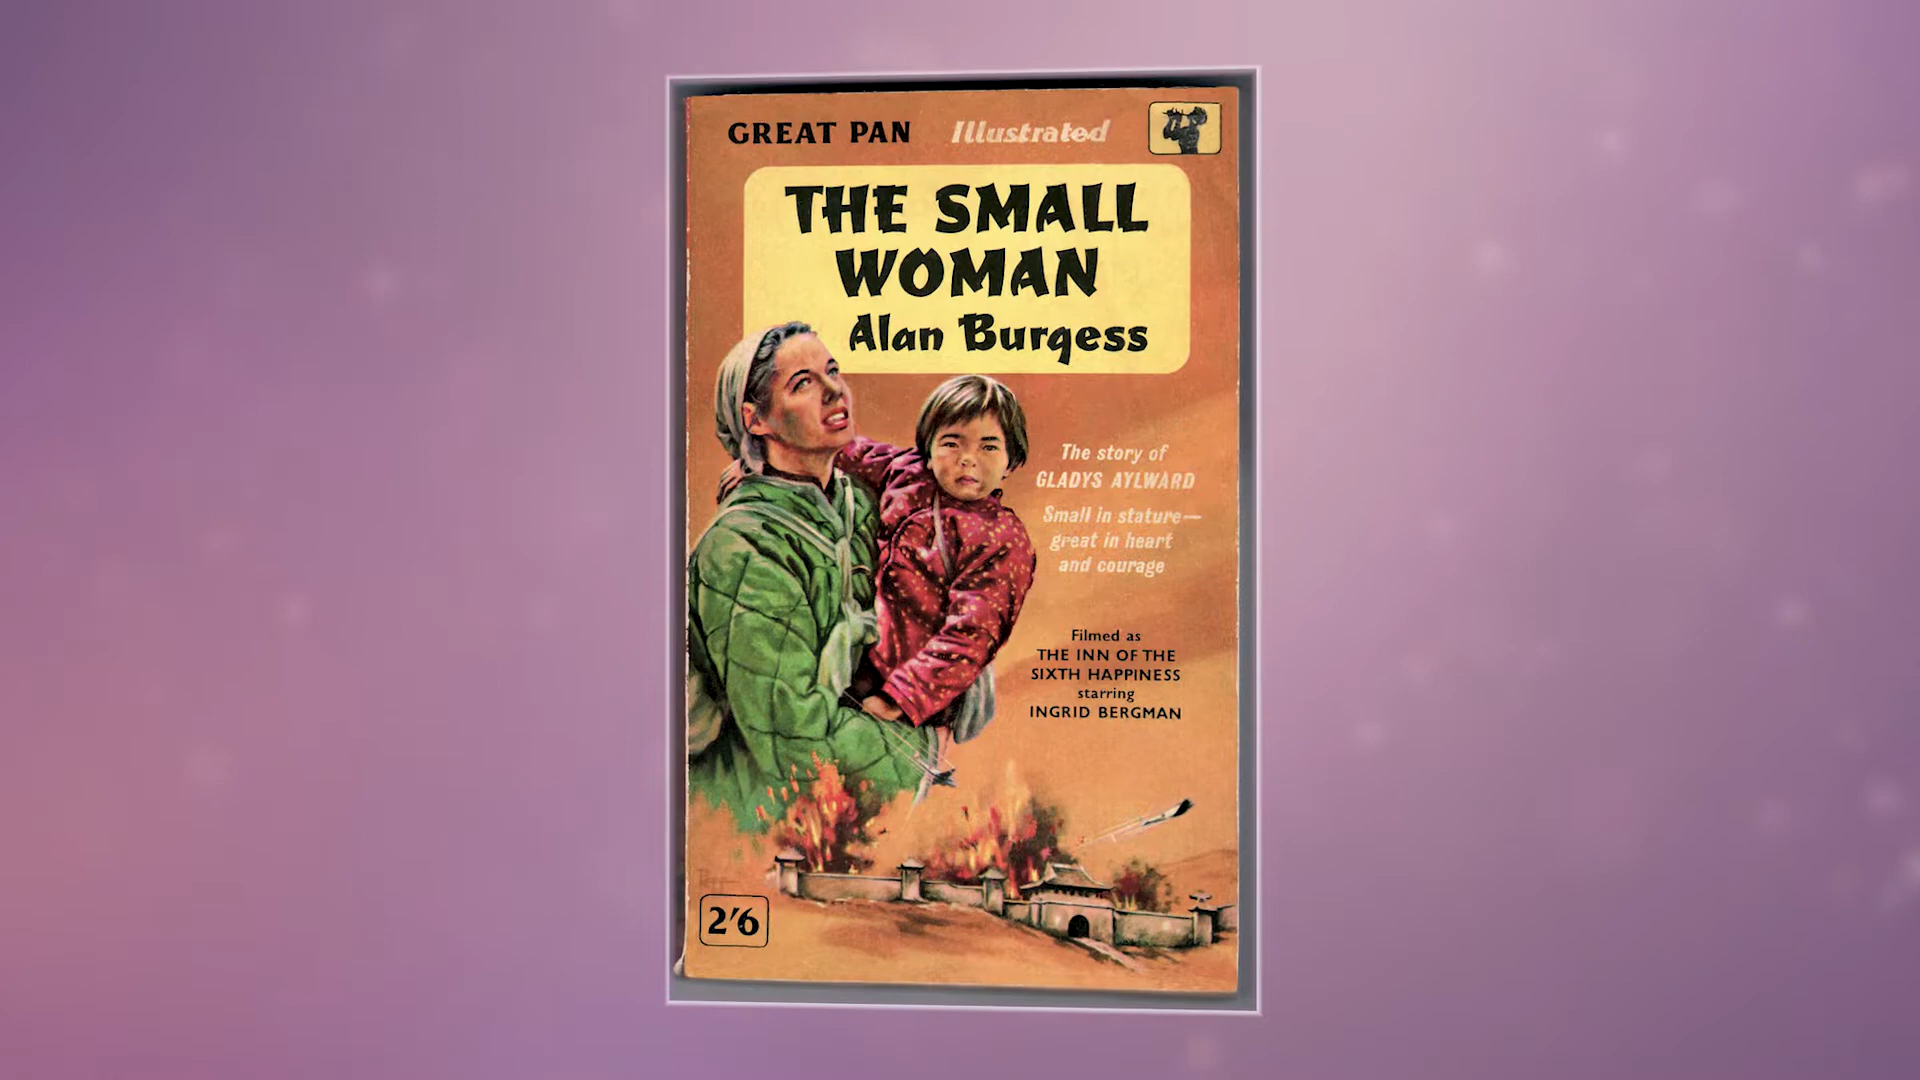 GREAT PAN Illustrated
THE SMALL
WOMAN
Alan Burgess
The story of
GLADYS AYLWARD
Small in stature—
great in heart
and courage
Filmed as
THE INN OF THE
SIXTH HAPPINESS
starring
INGRID BERGMAN
2'6